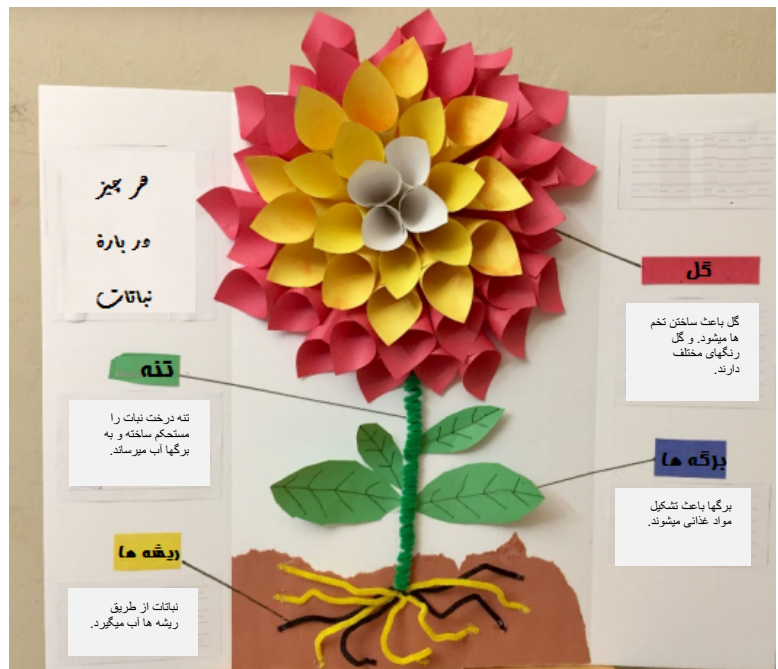 هر چیز
در بارهٔ
نباتات
گل
گل باعث ساختن تخم
ها میشود. و گل
رنگهای مختلف
دارند.
تنه
تنه درخت نبات را
مستحکم ساخته و به
برگها آب میرساند.
برگه ها
برگها باعث تشکیل
مواد غذائی میشوند.
ریشه ها
نباتات از طریق
ریشه ها آب میگیرد.